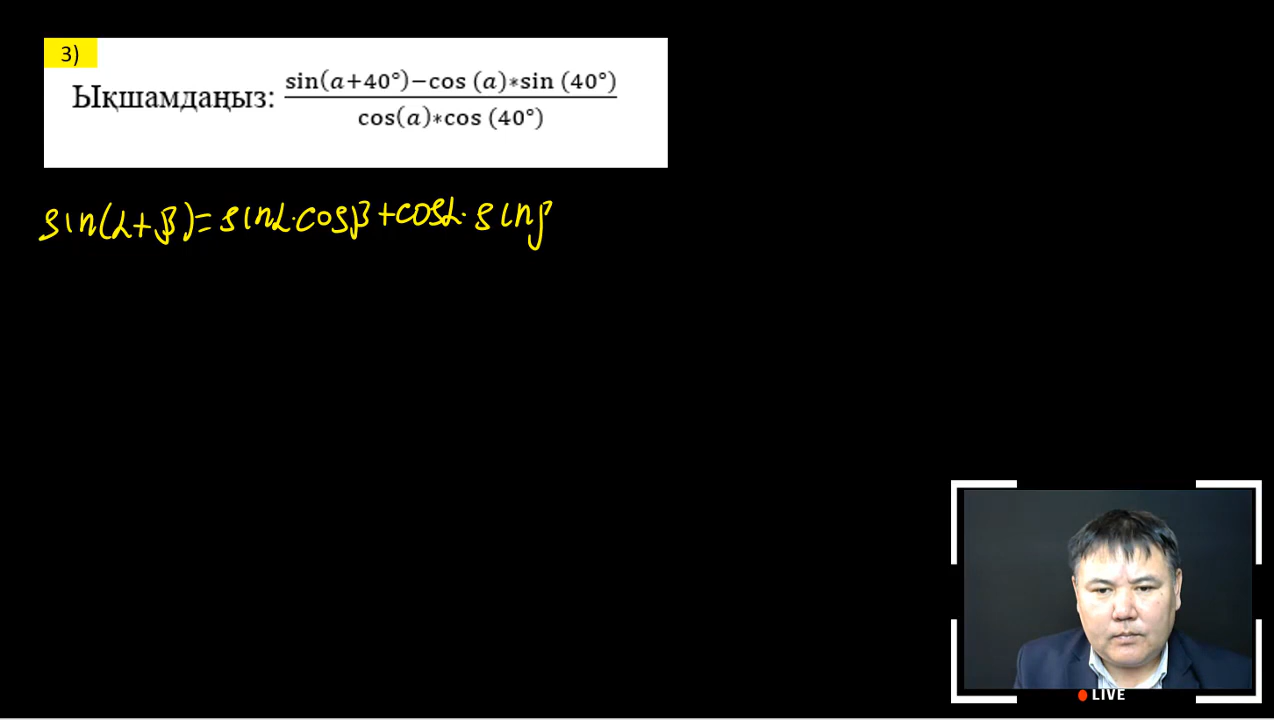 3)
Ықшамдаңыз: sin(a+40°)−cos (a)*sin (40°)
cos(a)*cos (40°)
sin(α+β)=sinα·cosβ+cosα·sinβ
LIVE